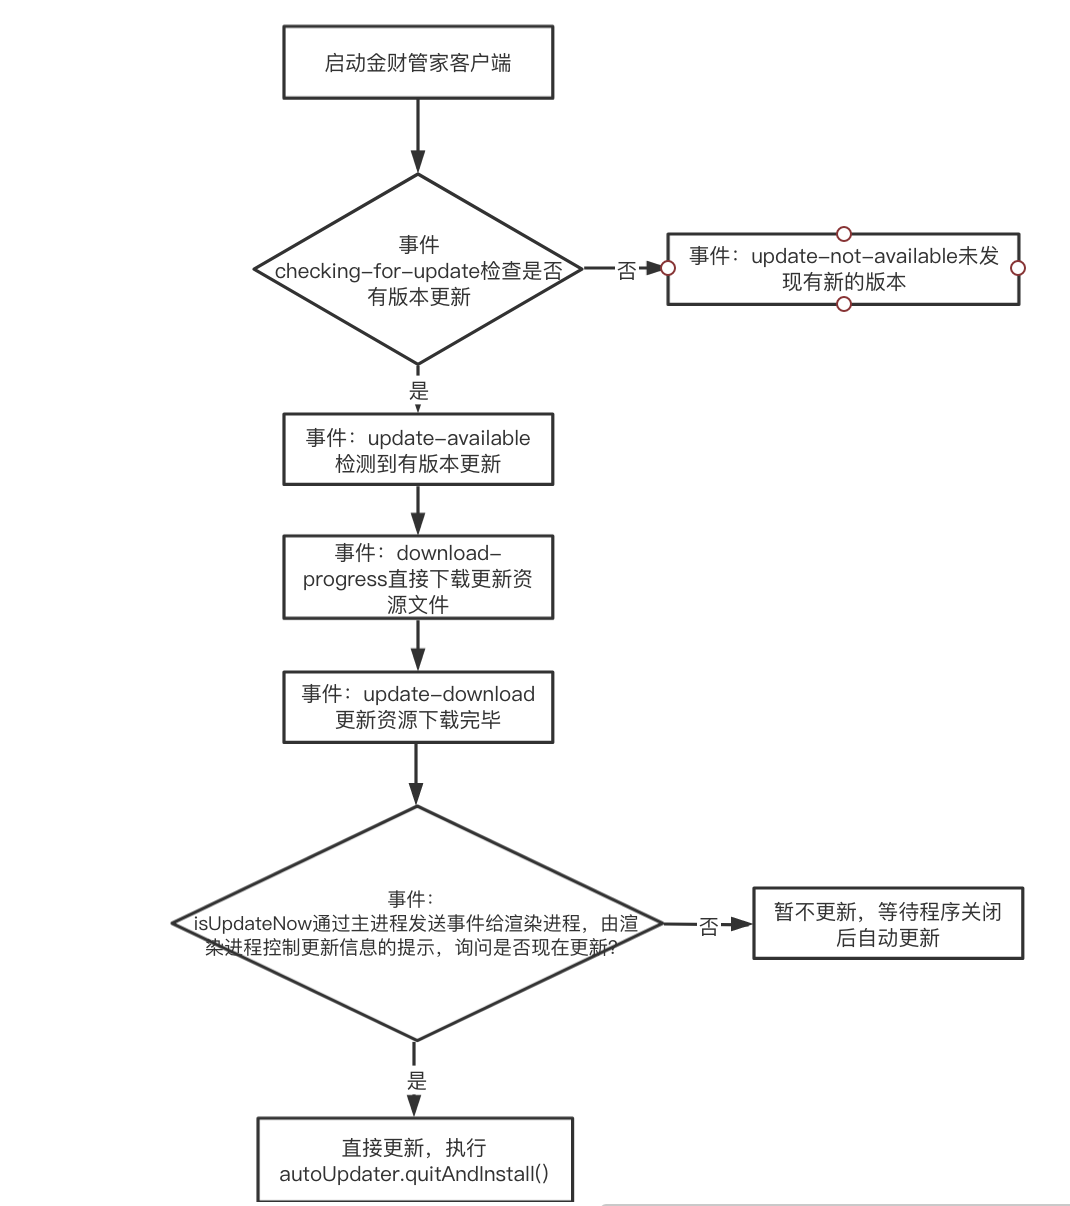 启动金财管家客户端
事件
checking-for-update检查是否
有版本更新
否
事件：update-not-available未发
现有新的版本
是
事件：update-available
检测到有版本更新
事件：download-
progress直接下载更新资
源文件
事件：update-download
更新资源下载完毕
事件：
isUpdateNow通过主进程发送事件给渲染进程，由渲
染进程控制更新信息的提示，询问是否现在更新？
否
暂不更新，等待程序关闭
后自动更新
是
直接更新，执行
autoUpdater.quitAndInstall()